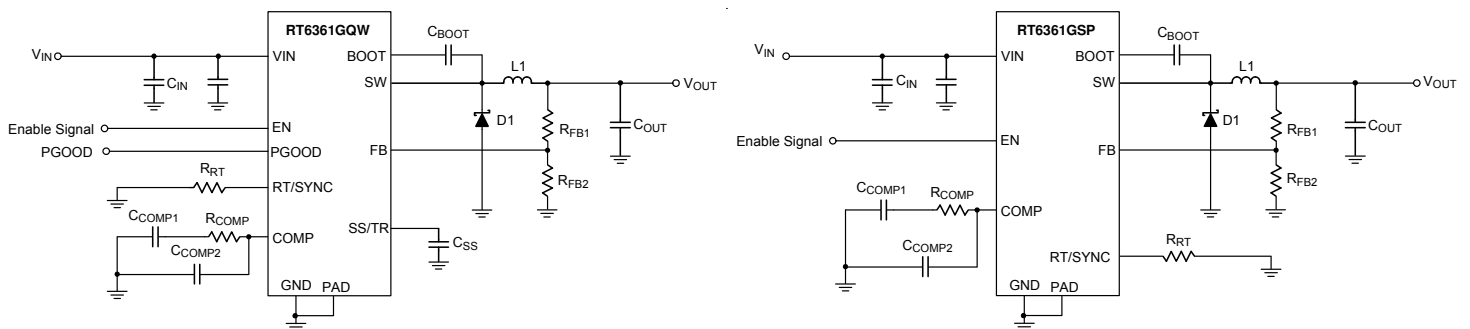 RT6361GQW
VIN
CIN
VIN
BOOT
CBOOT
SW
L1
VOUT
D1
RFB1
COUT
Enable Signal
EN
PGOOD
PGOOD
FB
RFB2
RRT
RT/SYNC
CCOMP1
RCOMP
COMP
CCOMP2
SS/TR
CSS
GND
PAD
RT6361GSP
VIN
CIN
VIN
BOOT
CBOOT
SW
L1
VOUT
D1
RFB1
COUT
Enable Signal
EN
FB
RFB2
CCOMP1
RCOMP
COMP
CCOMP2
RT/SYNC
RRT
GND
PAD